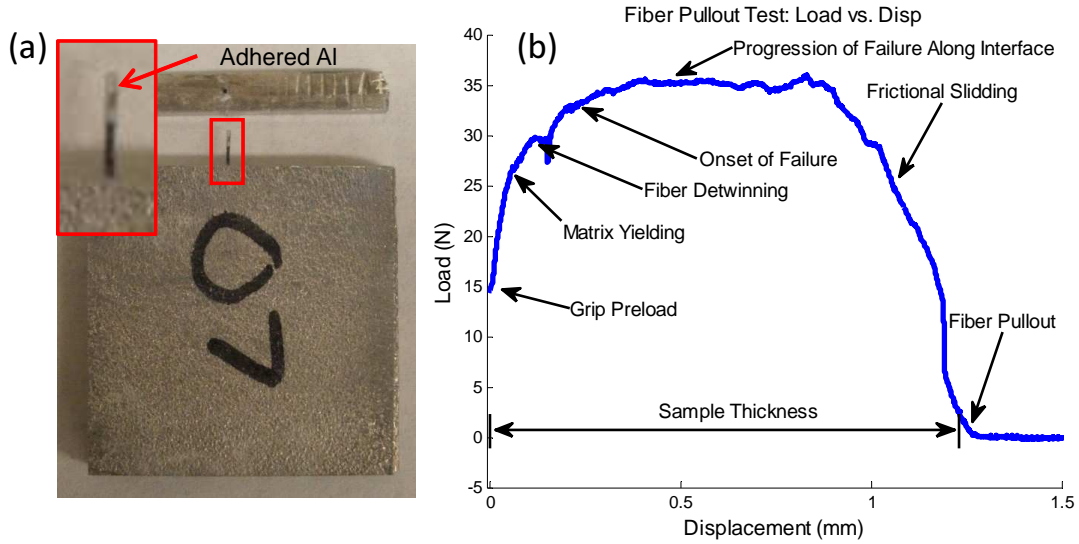 (a)
Adhered Al
L0
(b)
Fiber Pullout Test: Load vs. Disp
40
35
30
25
20
15
10
5
0
-5
Load (N)
Progression of Failure Along Interface
Frictional Slidding
Onset of Failure
Fiber Detwinning
Matrix Yielding
Grip Preload
Fiber Pullout
Sample Thickness
0
0.5
1
1.5
Displacement (mm)